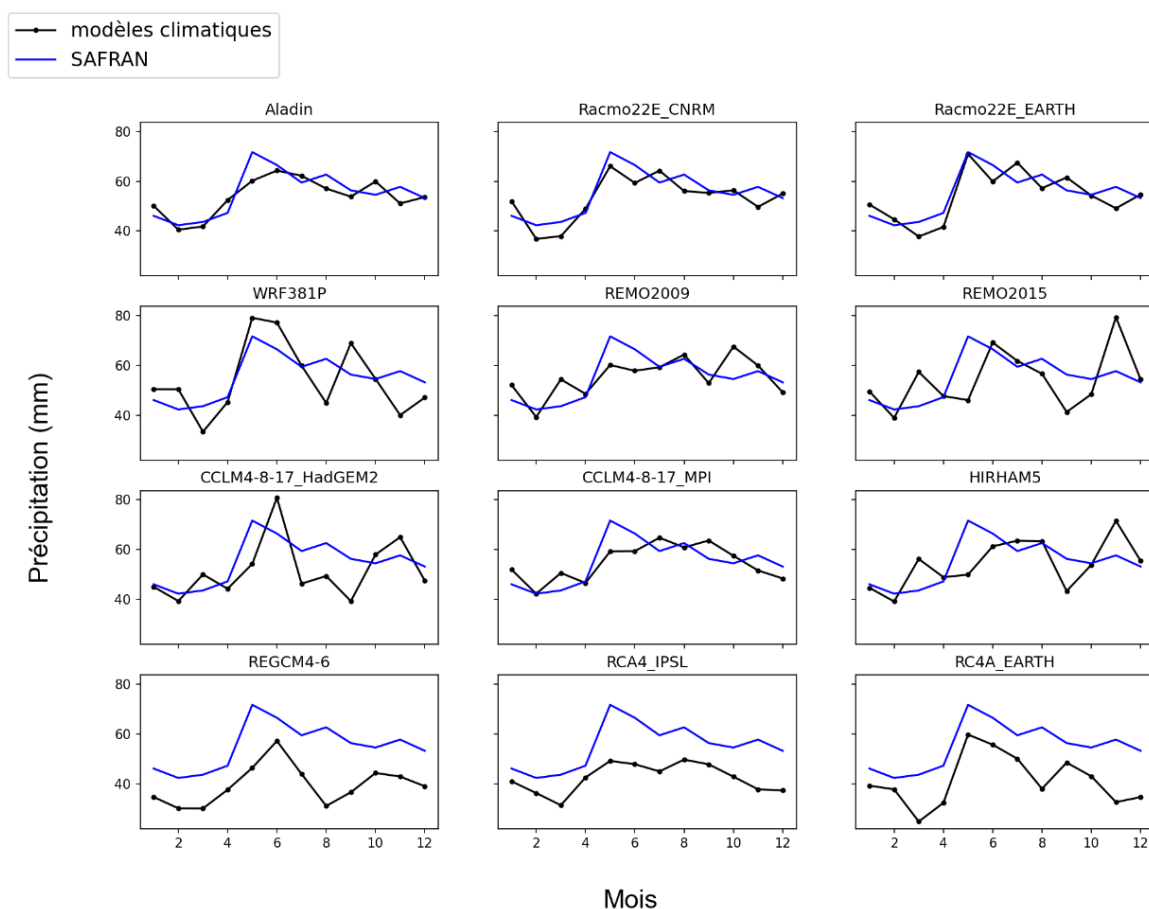 modèles climatiques
SAFRAN
Aladin
Racmo22E_CNRM
Racmo22E_EARTH
80
60
40
WRF381P
REMO2009
REMO2015
80
60
40
CCLM4-8-17_HadGEM2
CCLM4-8-17_MPI
HIRHAM5
80
60
40
REGCM4-6
RCA4_IPSL
RC4A_EARTH
80
60
40
2 4 6 8 10 12
2 4 6 8 10 12
2 4 6 8 10 12
Précipitation (mm)
Mois